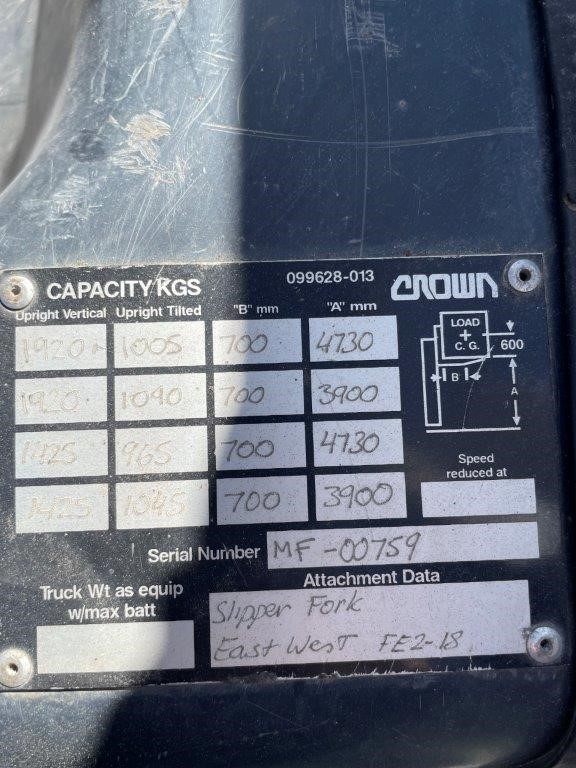 CAPACITY KGS 099628-013 CROWN
Upright Vertical Upright Tilted "B" mm "A" mm
1920 1005 700 4730
1920 1090 700 3900
1425 965 700 4730
1425 1045 700 3900
LOAD
+
C. G. 600
B
A
Speed
reduced at
Serial Number MF-00759
Truck Wt as equip
w/max batt
Attachment Data
Slipper Fork
East West FE2-18